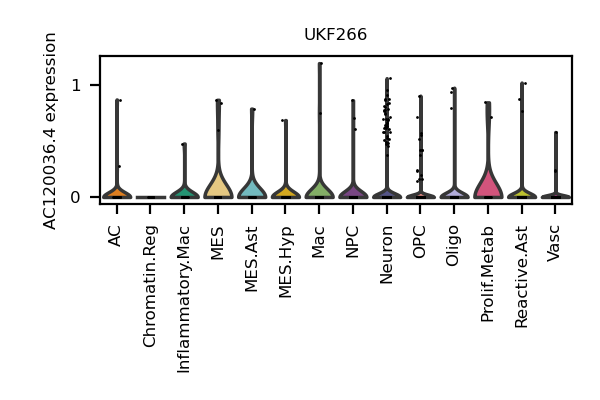 UKF266
AC120036.4 expression
1
0
AC
Chromatin.Reg
Inflammatory.Mac
MES
MES.Ast
MES.Hyp
Mac
NPC
Neuron
OPC
Oligo
Prolif.Metab
Reactive.Ast
Vasc